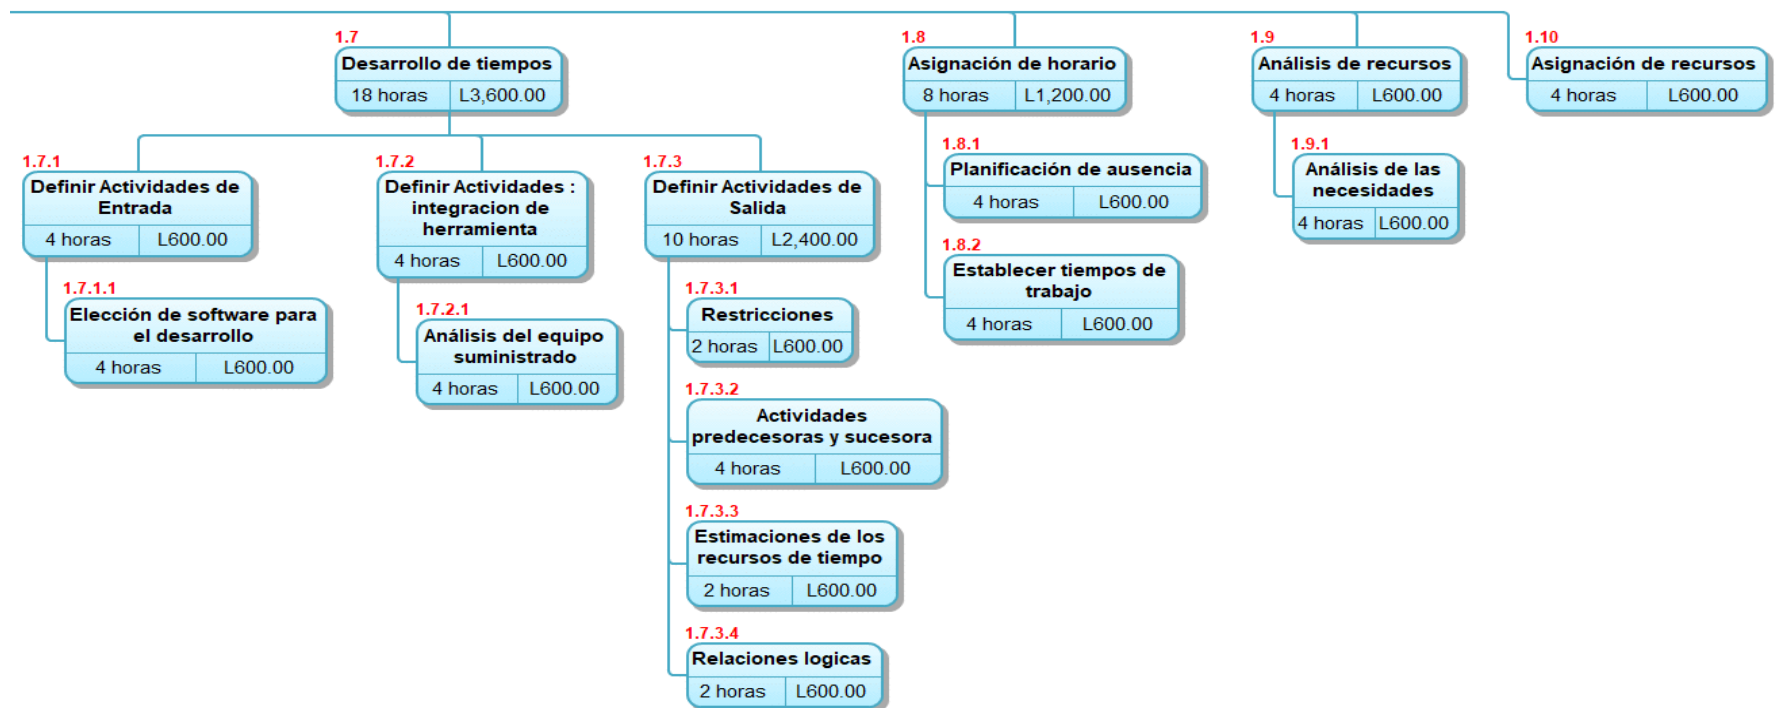 1.7
Desarrollo de tiempos
18 horas L3,600.00
1.8
Asignación de horario
8 horas L1,200.00
1.9
Análisis de recursos
4 horas L600.00
1.10
Asignación de recursos
4 horas L600.00
1.7.1
Definir Actividades de
Entrada
4 horas L600.00
1.7.1.1
Elección de software para
el desarrollo
4 horas L600.00
1.7.2
Definir Actividades :
integracion de
herramienta
4 horas L600.00
1.7.2.1
Análisis del equipo
suministrado
4 horas L600.00
1.7.3
Definir Actividades de
Salida
10 horas L2,400.00
1.7.3.1
Restricciones
2 horas L600.00
1.7.3.2
Actividades
predecesoras y sucesora
4 horas L600.00
1.7.3.3
Estimaciones de los
recursos de tiempo
2 horas L600.00
1.7.3.4
Relaciones logicas
2 horas L600.00
1.8.1
Planificación de ausencia
4 horas L600.00
1.8.2
Establecer tiempos de
trabajo
4 horas L600.00
1.9.1
Análisis de las
necesidades
4 horas L600.00